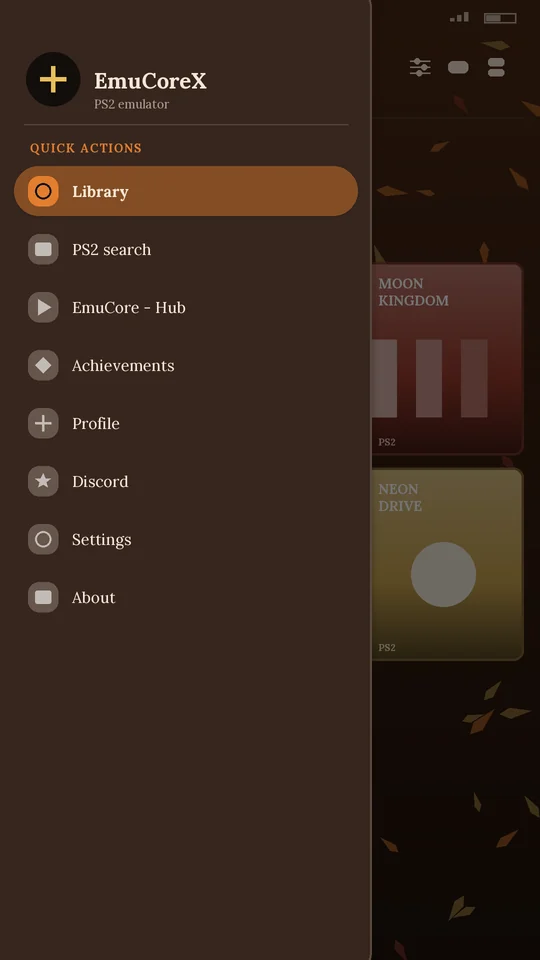 EmuCoreX
PS2 emulator
QUICK ACTIONS
Library
PS2 search
EmuCore - Hub
Achievements
Profile
Discord
Settings
About
MOON
KINGDOM
PS2
NEON
DRIVE
PS2